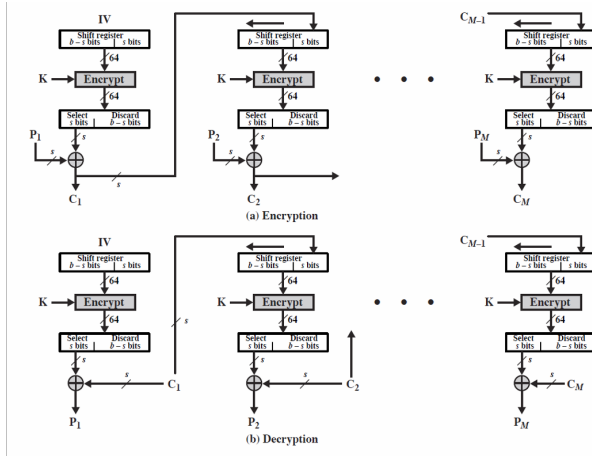 IV
Shift register
b – s bits | s bits
64
K
Encrypt
64
Select
s bits
Discard
b – s bits
s
P1
s
C1
s
Shift register
b – s bits | s bits
64
K
Encrypt
64
Select
s bits
Discard
b – s bits
s
P2
s
C2
• • •
CM–1
Shift register
b – s bits | s bits
64
K
Encrypt
64
Select
s bits
Discard
b – s bits
s
PM
s
CM
(a) Encryption
IV
Shift register
b – s bits | s bits
64
K
Encrypt
64
Select
s bits
Discard
b – s bits
s
s
C1
s
P1
Shift register
b – s bits | s bits
64
K
Encrypt
64
Select
s bits
Discard
b – s bits
s
s
C2
P2
• • •
CM–1
Shift register
b – s bits | s bits
64
K
Encrypt
64
Select
s bits
Discard
b – s bits
s
s
CM
PM
(b) Decryption